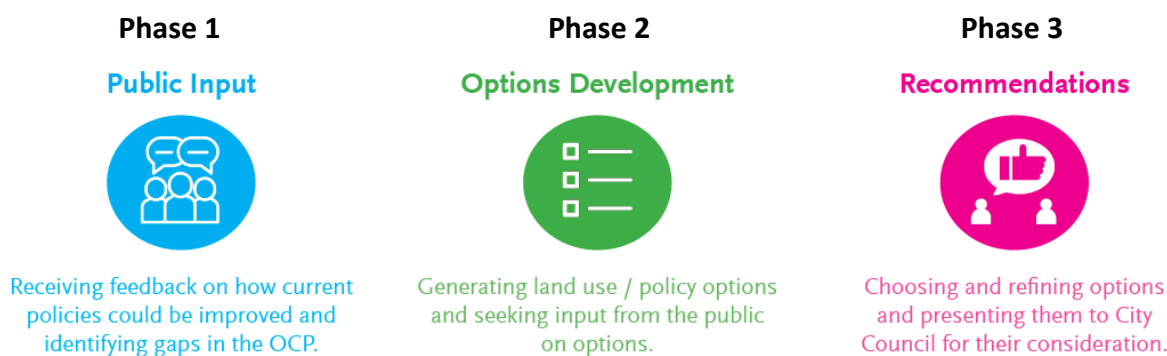 Phase 1
Public Input
Receiving feedback on how current
policies could be improved and
identifying gaps in the OCP.
Phase 2
Options Development
Generating land use / policy options
and seeking input from the public
on options.
Phase 3
Recommendations
Choosing and refining options
and presenting them to City
Council for their consideration.